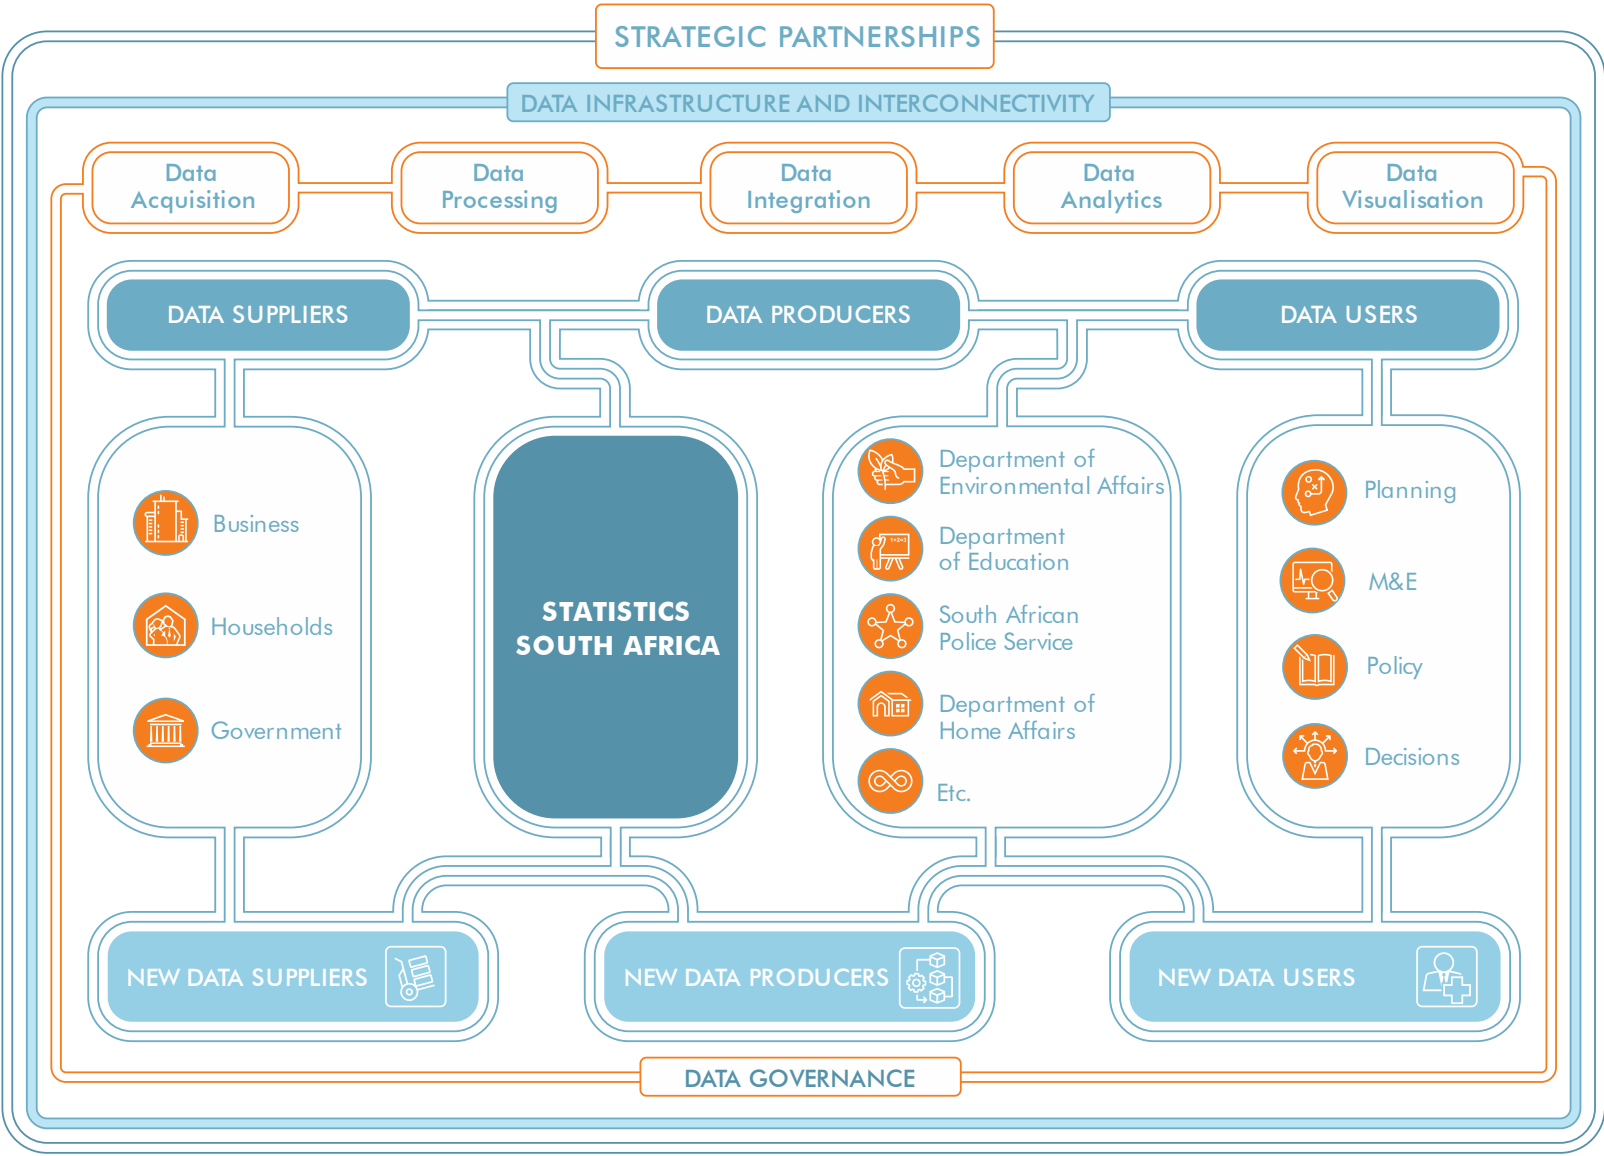 STRATEGIC PARTNERSHIPS
DATA INFRASTRUCTURE AND INTERCONNECTIVITY
Data
Acquisition
Data
Processing
Data
Integration
Data
Analytics
Data
Visualisation
DATA SUPPLIERS
DATA PRODUCERS
DATA USERS
Business
Households
Government
STATISTICS
SOUTH AFRICA
Department of
Environmental Affairs
1+2=3
Department
of Education
South African
Police Service
Department of
Home Affairs
Etc.
Planning
M&E
Policy
Decisions
NEW DATA SUPPLIERS
NEW DATA PRODUCERS
NEW DATA USERS
DATA GOVERNANCE